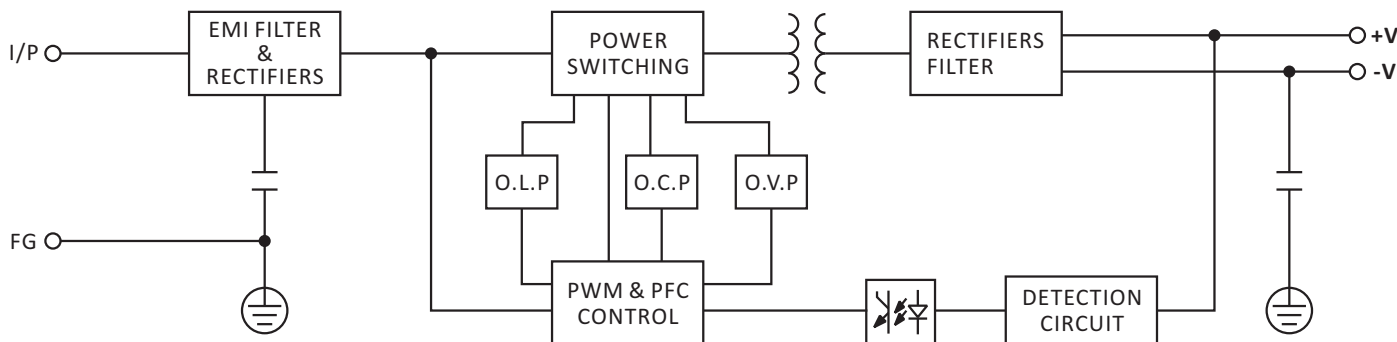 I/P
EMI FILTER
&
RECTIFIERS
POWER
SWITCHING
RECTIFIERS
FILTER
+V
-V
O.L.P
O.C.P
O.V.P
FG
PWM & PFC
CONTROL
DETECTION
CIRCUIT